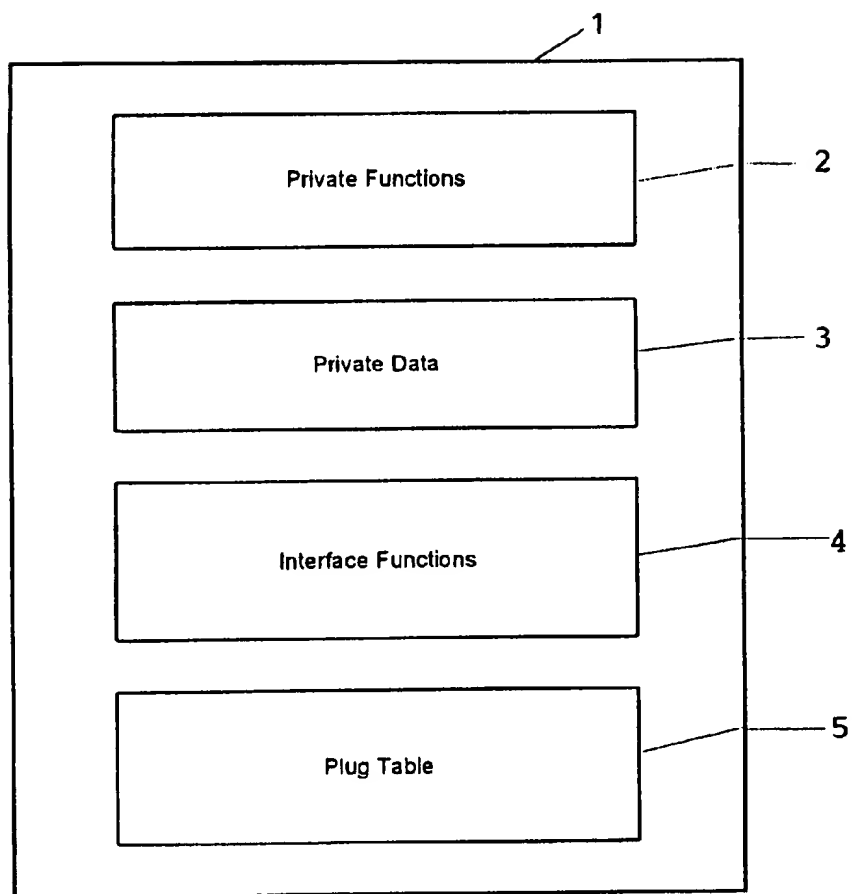 1
Private Functions
2
Private Data
3
Interface Functions
4
Plug Table
5